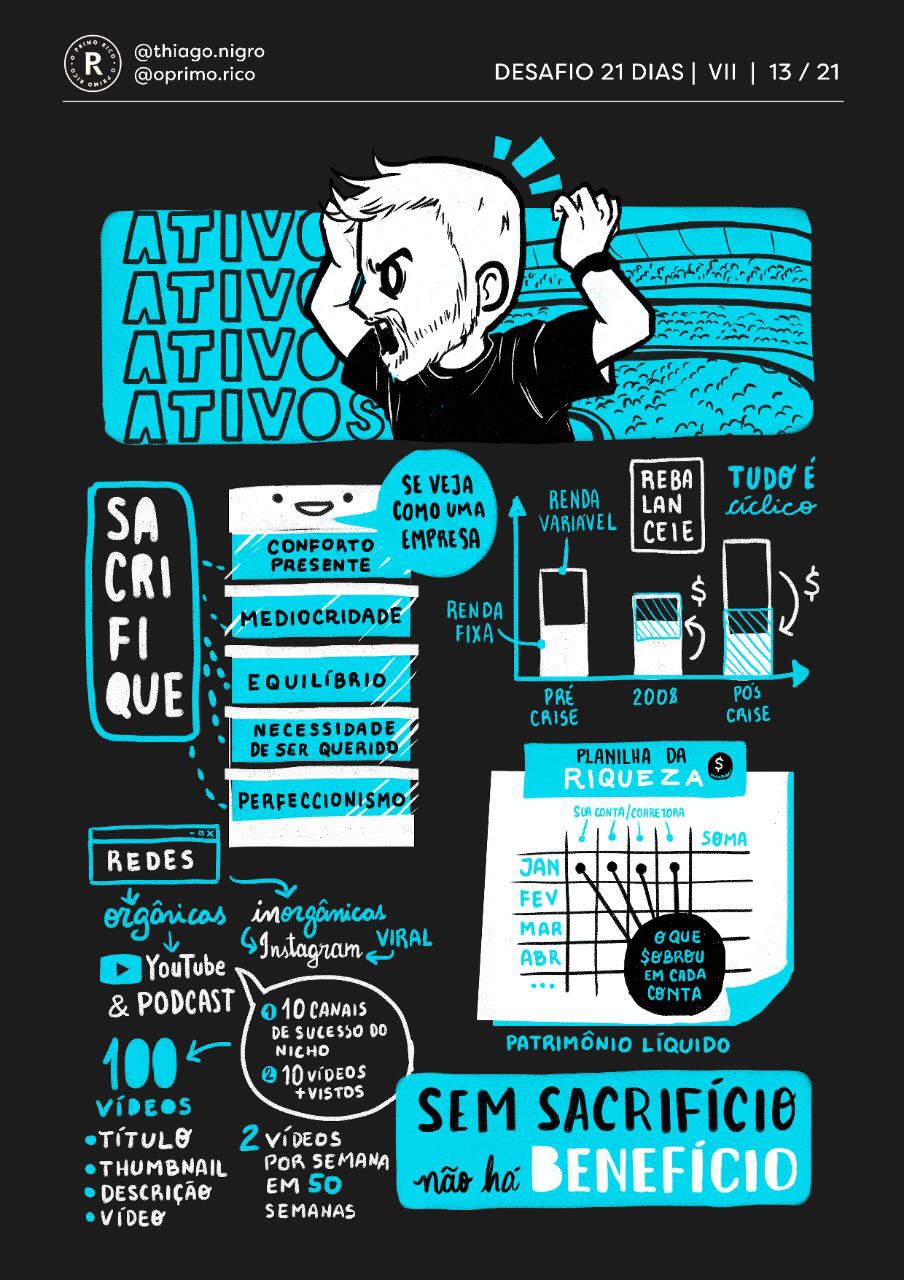 O PRIMO RICO • O PRIMO RICO •
R
@thiago.nigro
@oprimo.rico
DESAFIO 21 DIAS | VII | 13 / 21
ATIVO
ATIVO
ATIVO
ATIVOS
SA
CRI
FI
QUE
SE VEJA
COMO UMA
EMPRESA
CONFORTO
PRESENTE
MEDIOCRIDADE
EQUILÍBRIO
NECESSIDADE
DE SER QUERIDO
PERFECCIONISMO
RENDA
VARIÁVEL
REBA
LAN
CEIE
TUDO É
cíclico
RENDA
FIXA
$
$
PRÉ
CRISE
2008
PÓS
CRISE
PLANILHA DA
RIQUEZA
$
SUA CONTA/CORRETORA
SOMA
JAN
FEV
MAR
ABR
...
O QUE
$OBROU
EM CADA
CONTA
PATRIMÔNIO LÍQUIDO
REDES
orgânicas
inorgânicas
Instagram
VIRAL
YouTube
& PODCAST
1 10 CANAIS
DE SUCESSO DO
NICHO
2 10 VÍDEOS
+VISTOS
100
VÍDEOS
•TÍTULO
•THUMBNAIL
•DESCRIÇÃO
•VÍDEO
2 VÍDEOS
POR SEMANA
EM 50
SEMANAS
SEM SACRIFÍCIO
não há BENEFÍCIO